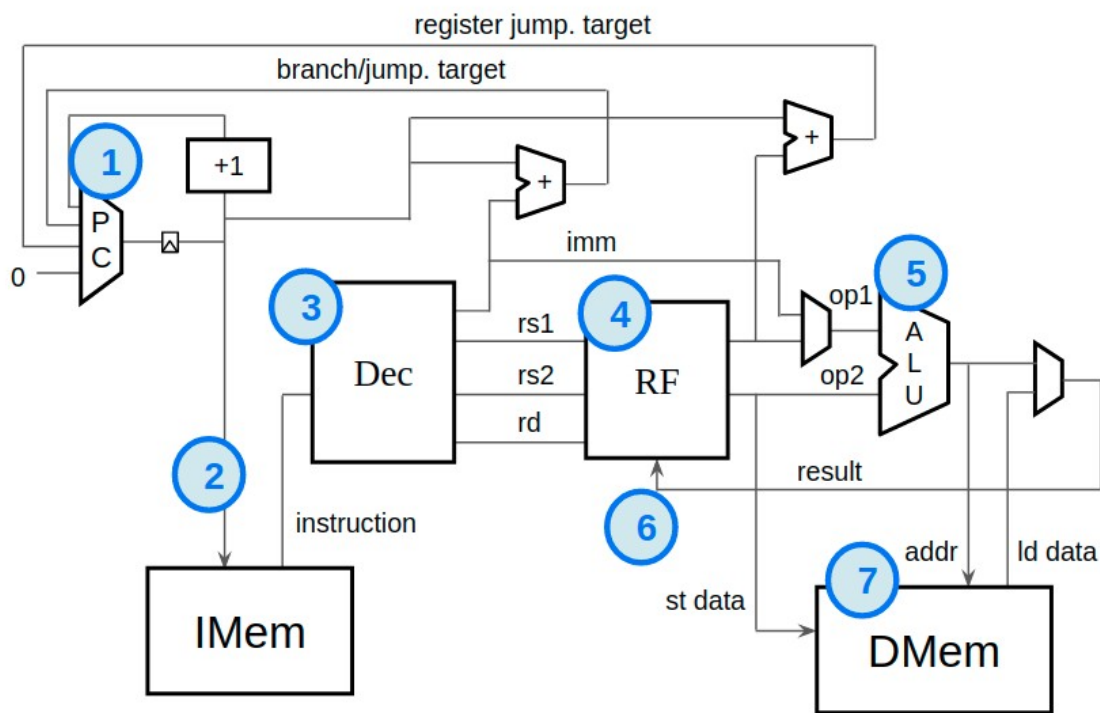 register jump. target
branch/jump. target
1
+1
+
+
P
C
0
imm
3
4
5
op1
rs1
A
L
U
Dec
rs2
RF
op2
rd
2
result
6
instruction
addr
ld data
7
st data
IMem
DMem